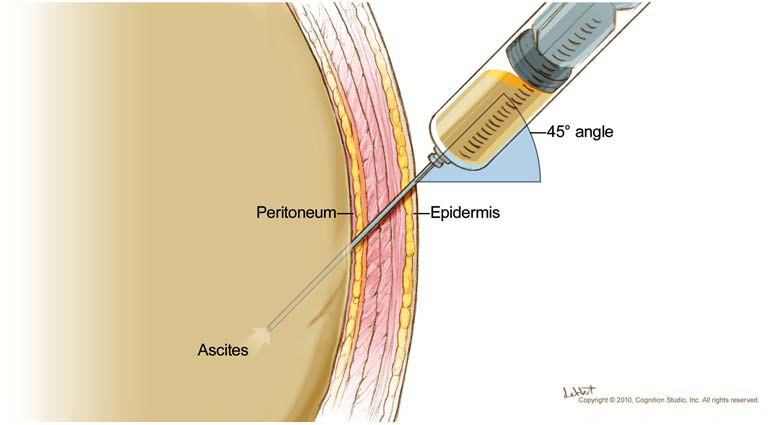 45° angle
Peritoneum
Epidermis
Ascites
Copyright © 2010, Cognition Studio, Inc. All rights reserved.